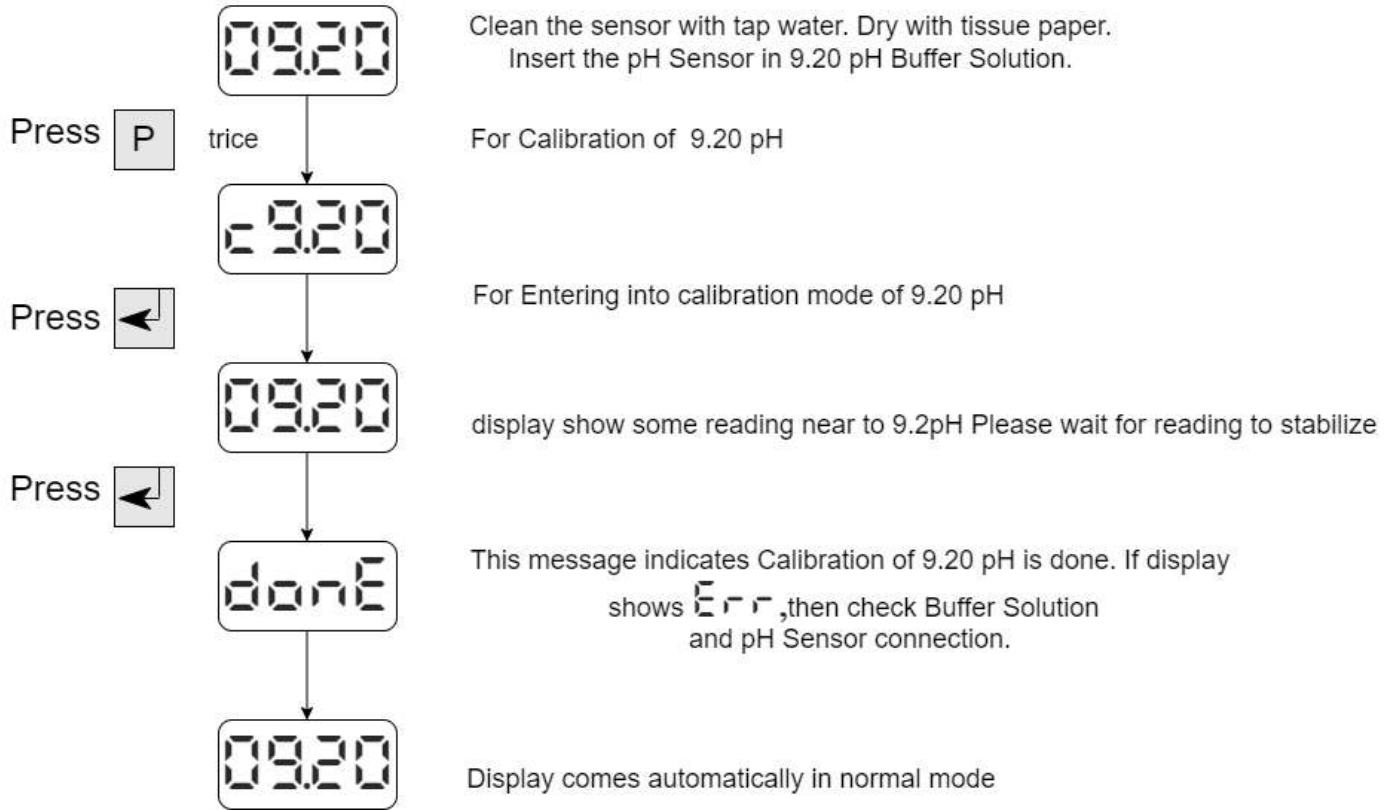 09.20
Clean the sensor with tap water. Dry with tissue paper.
Insert the pH Sensor in 9.20 pH Buffer Solution.
Press P trice
For Calibration of 9.20 pH
c 9.20
Press
For Entering into calibration mode of 9.20 pH
09.20
display show some reading near to 9.2pH Please wait for reading to stabilize
Press
donE
This message indicates Calibration of 9.20 pH is done. If display
shows Err ,then check Buffer Solution
and pH Sensor connection.
09.20
Display comes automatically in normal mode